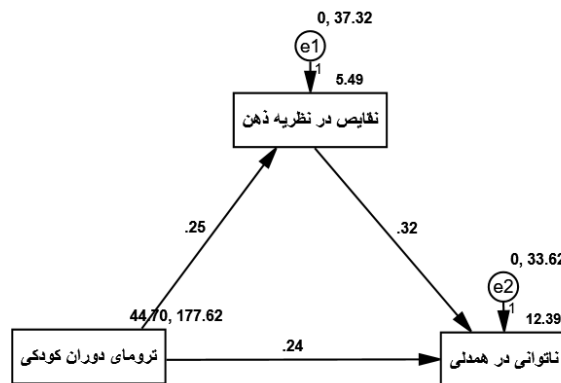 0, 37.32
e1
1
5.49
نقایص در نظریه ذهن
.25
.32
0, 33.62
e2
1
12.39
44.70, 177.62
ترومای دوران کودکی
.24
ناتوانی در همدلی